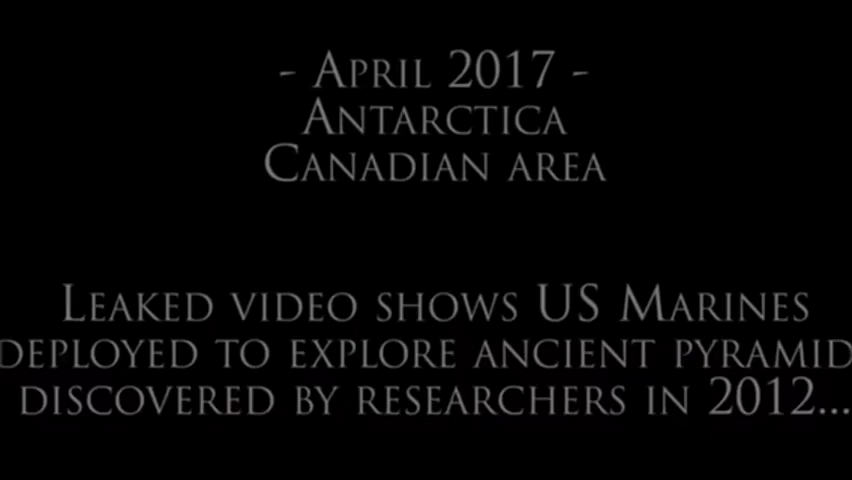 - April 2017 -
Antarctica
Canadian area
Leaked video shows US Marines
deployed to explore ancient pyramid
discovered by researchers in 2012...